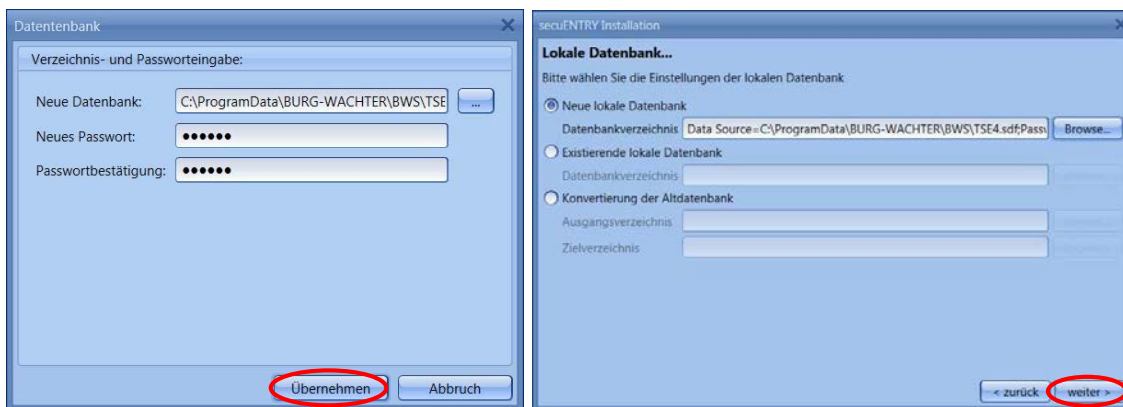 Datentenbank
Verzeichnis- und Passworteingabe:
Neue Datenbank: C:\ProgramData\BURG-WACHTER\BWS\TSE ...
Neues Passwort: ●●●●●●
Passwortbestätigung: ●●●●●●
Übernehmen Abbruch
secuENTRY Installation
Lokale Datenbank...
Bitte wählen Sie die Einstellungen der lokalen Datenbank
Neue lokale Datenbank
Datenbankverzeichnis Data Source=C:\ProgramData\BURG-WACHTER\BWS\TSE4.sdf;Passw Browse...
Existierende lokale Datenbank
Datenbankverzeichnis
Konvertierung der Altdatenbank
Ausgangsverzeichnis
Zielverzeichnis
< zurück weiter >